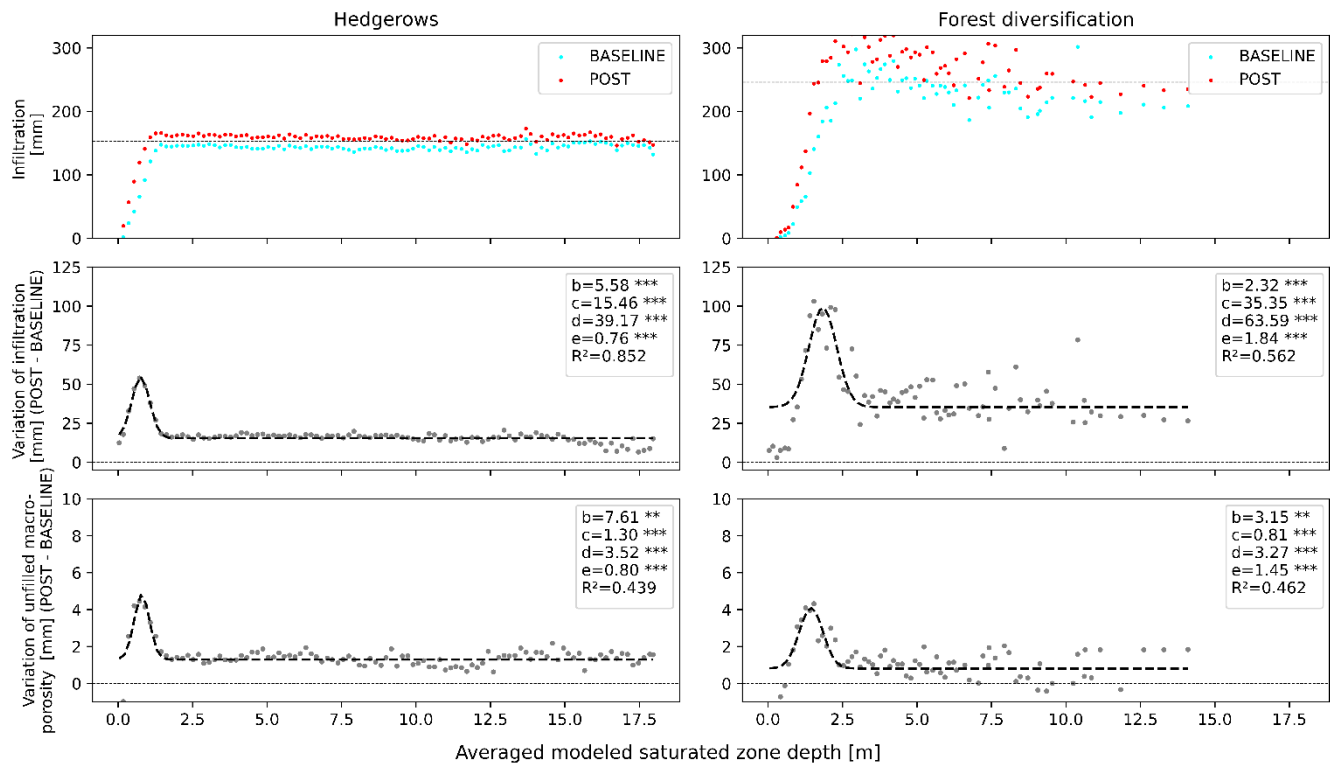 Hedgerows
Forest diversification
Infiltration
[mm]
300
200
100
0
BASELINE
POST
300
200
100
0
BASELINE
POST
Variation of infiltration
[mm] (POST - BASELINE)
125
100
75
50
25
0
b=5.58 ***
c=15.46 ***
d=39.17 ***
e=0.76 ***
R²=0.852
125
100
75
50
25
0
b=2.32 ***
c=35.35 ***
d=63.59 ***
e=1.84 ***
R²=0.562
Variation of unfilled macro-
porosity [mm] (POST - BASELINE)
10
8
6
4
2
0
b=7.61 **
c=1.30 ***
d=3.52 ***
e=0.80 ***
R²=0.439
10
8
6
4
2
0
b=3.15 **
c=0.81 ***
d=3.27 ***
e=1.45 ***
R²=0.462
0.0 2.5 5.0 7.5 10.0 12.5 15.0 17.5
0.0 2.5 5.0 7.5 10.0 12.5 15.0 17.5
Averaged modeled saturated zone depth [m]